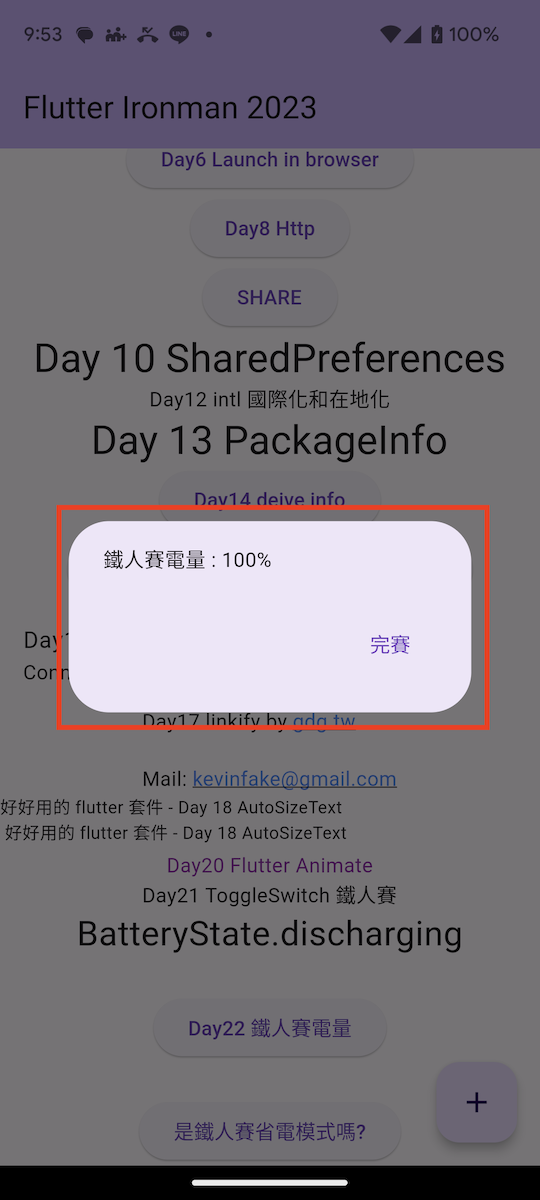 9:53
LINE
100%
Flutter Ironman 2023
Day6 Launch in browser
Day8 Http
SHARE
Day 10 SharedPreferences
Day12 intl 國際化和在地化
Day 13 PackageInfo
Day14 deive info
鐵人賽電量 : 100%
完賽
Day1
Conn
Day17 linkify by gdg.tw
Mail: kevinfake@gmail.com
好好用的 flutter 套件 - Day 18 AutoSizeText
好好用的 flutter 套件 - Day 18 AutoSizeText
Day20 Flutter Animate
Day21 ToggleSwitch 鐵人賽
BatteryState.discharging
Day22 鐵人賽電量
+
是鐵人賽省電模式嗎?